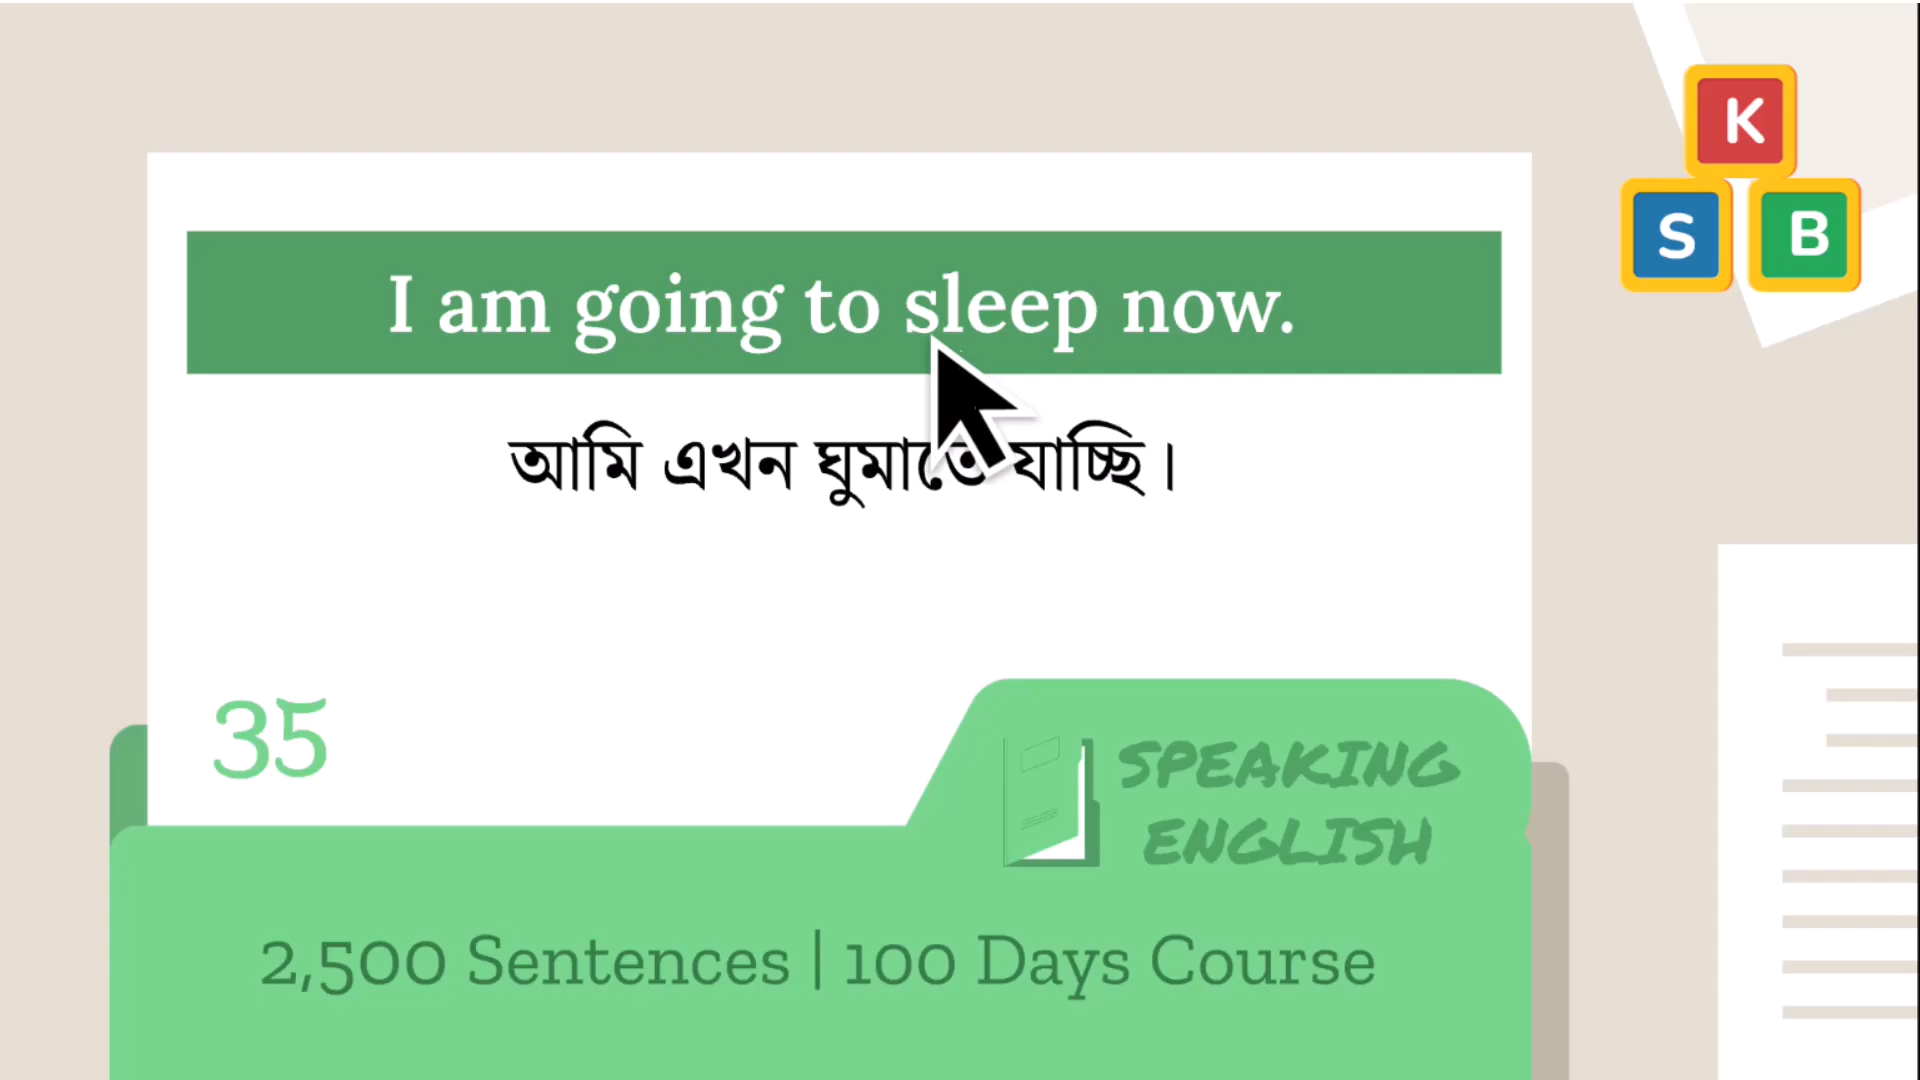 K
S B
I am going to sleep now.
আমি এখন ঘুমাতে যাচ্ছি।
35
SPEAKING
ENGLISH
2,500 Sentences | 100 Days Course